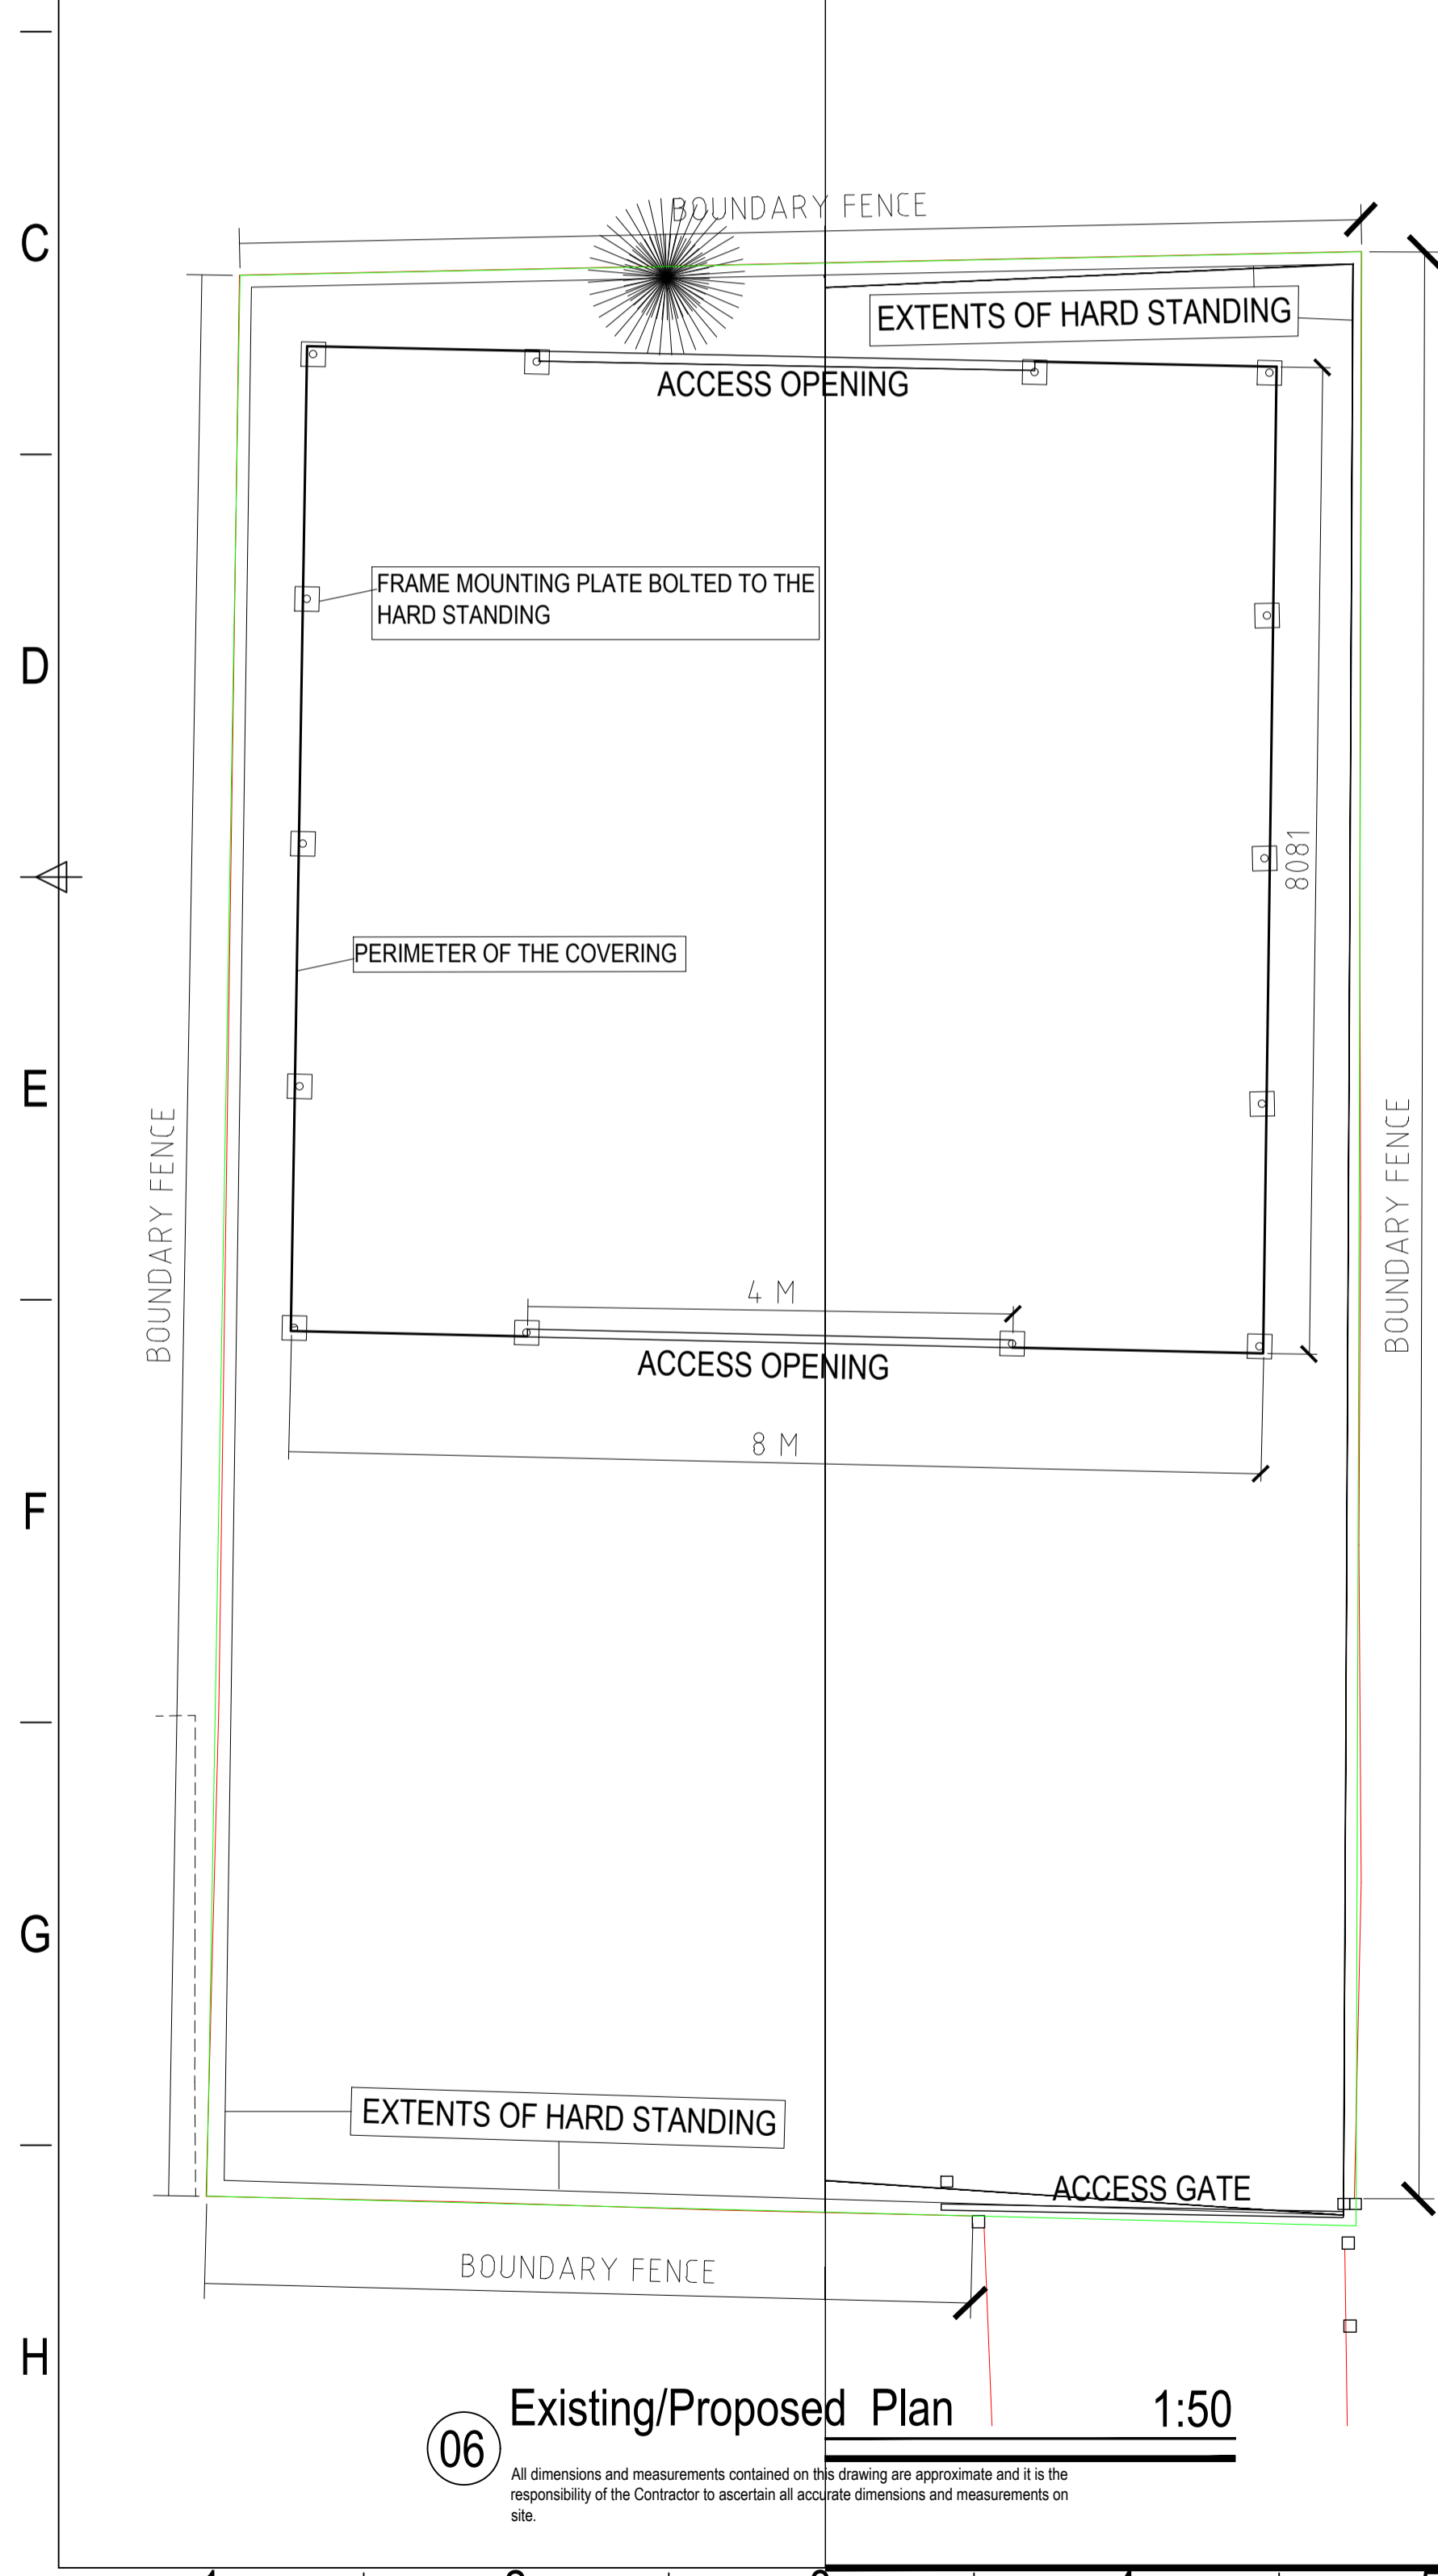 C
BOUNDARY FENCE
EXTENTS OF HARD STANDING
ACCESS OPENING
FRAME MOUNTING PLATE BOLTED TO THE
HARD STANDING
D
8081
PERIMETER OF THE COVERING
E
BOUNDARY FENCE
BOUNDARY FENCE
4 M
ACCESS OPENING
8 M
F
G
EXTENTS OF HARD STANDING
ACCESS GATE
BOUNDARY FENCE
H
Existing/Proposed Plan 1:50
06
All dimensions and measurements contained on this drawing are approximate and it is the
responsibility of the Contractor to ascertain all accurate dimensions and measurements on
site.